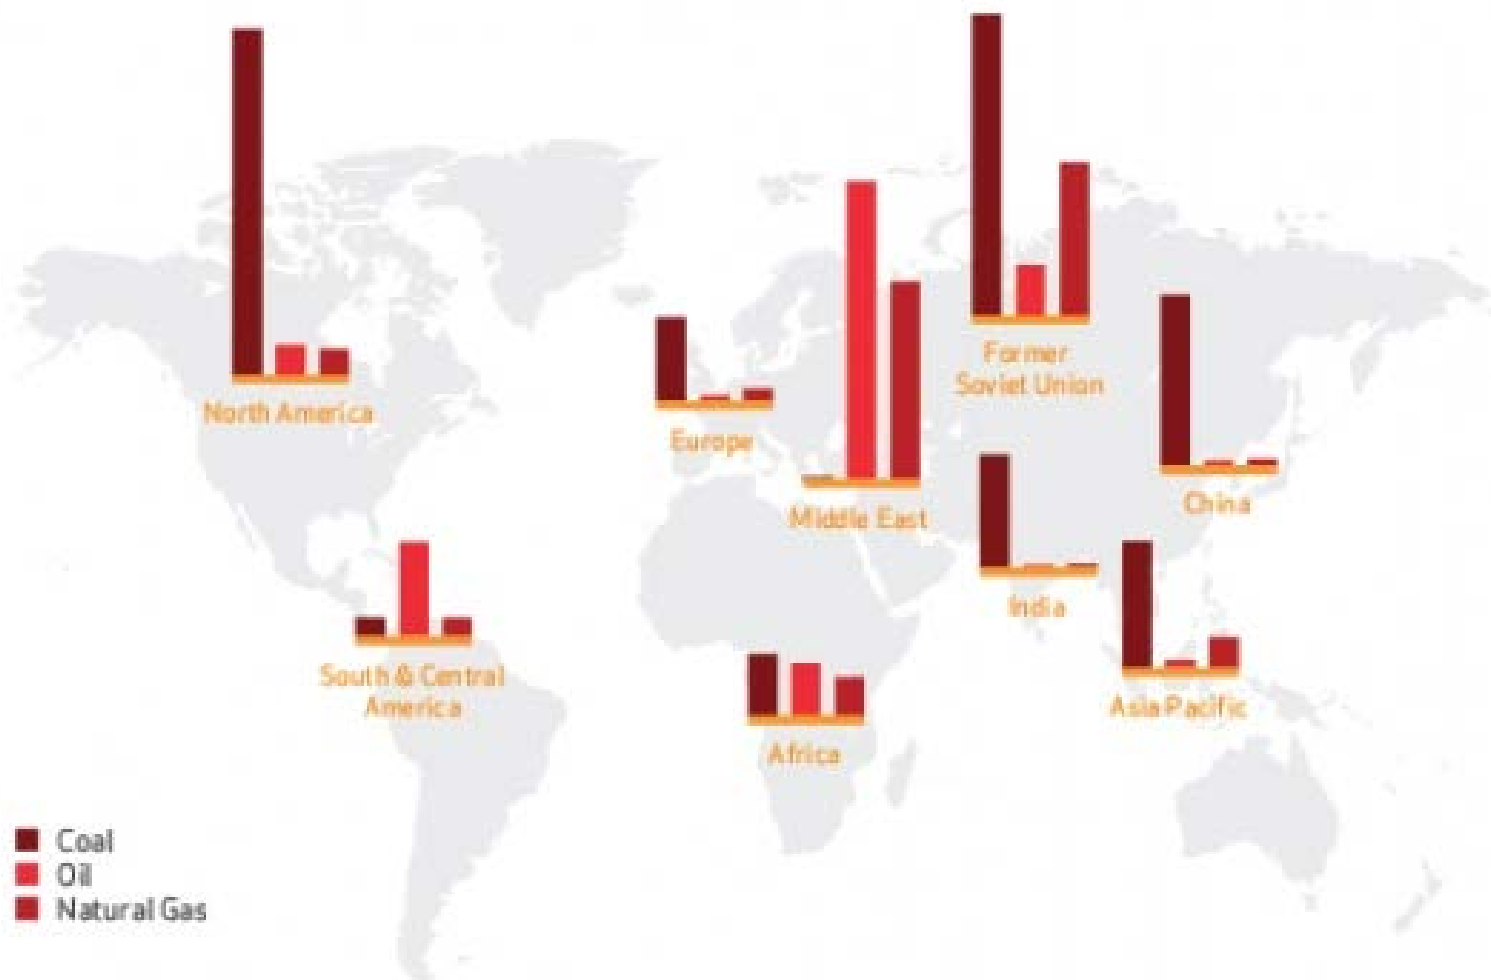 Former
Soviet Union
North America
Europe
China
Middle East
India
South & Central
America
Asia Pacific
Africa
Coal
Oil
Natural Gas